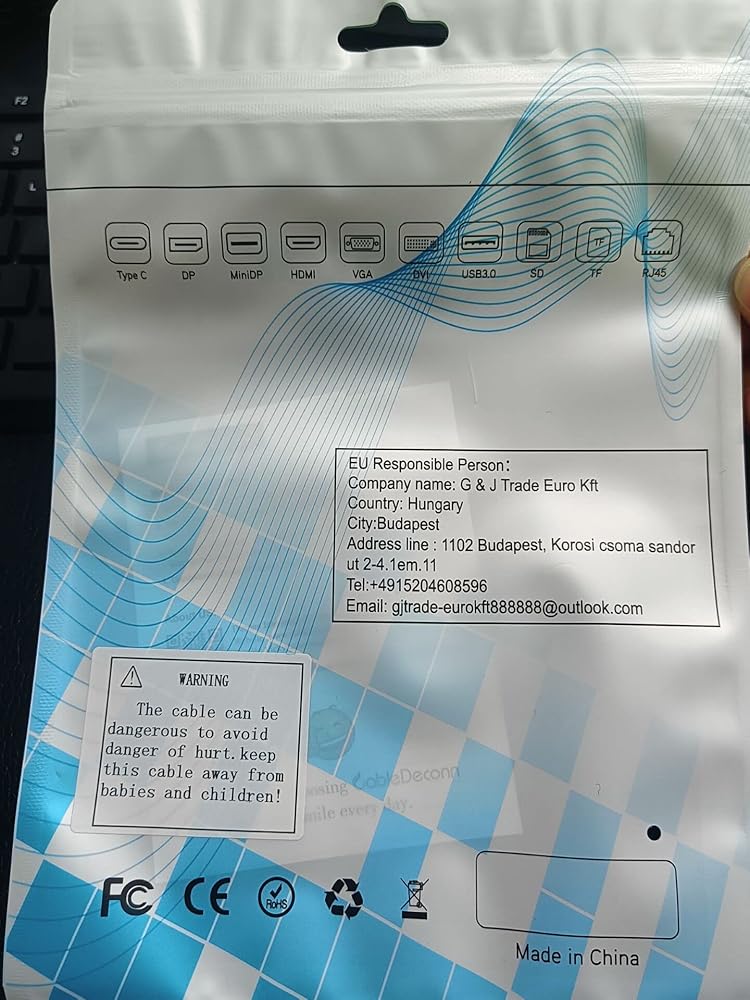 F2
#
3
L
Type C DP MiniDP HDMI VGA DVI USB3.0 SD TF RJ45
TF
EU Responsible Person:
Company name: G & J Trade Euro Kft
Country: Hungary
City:Budapest
Address line : 1102 Budapest, Korosi csoma sandor
ut 2-4.1em.11
Tel:+4915204608596
Email: gjtrade-eurokft888888@outlook.com
WARNING
The cable can be
dangerous to avoid
danger of hurt.keep
this cable away from
babies and children!
CableDeconn
day.
FC CE RoHS
Made in China